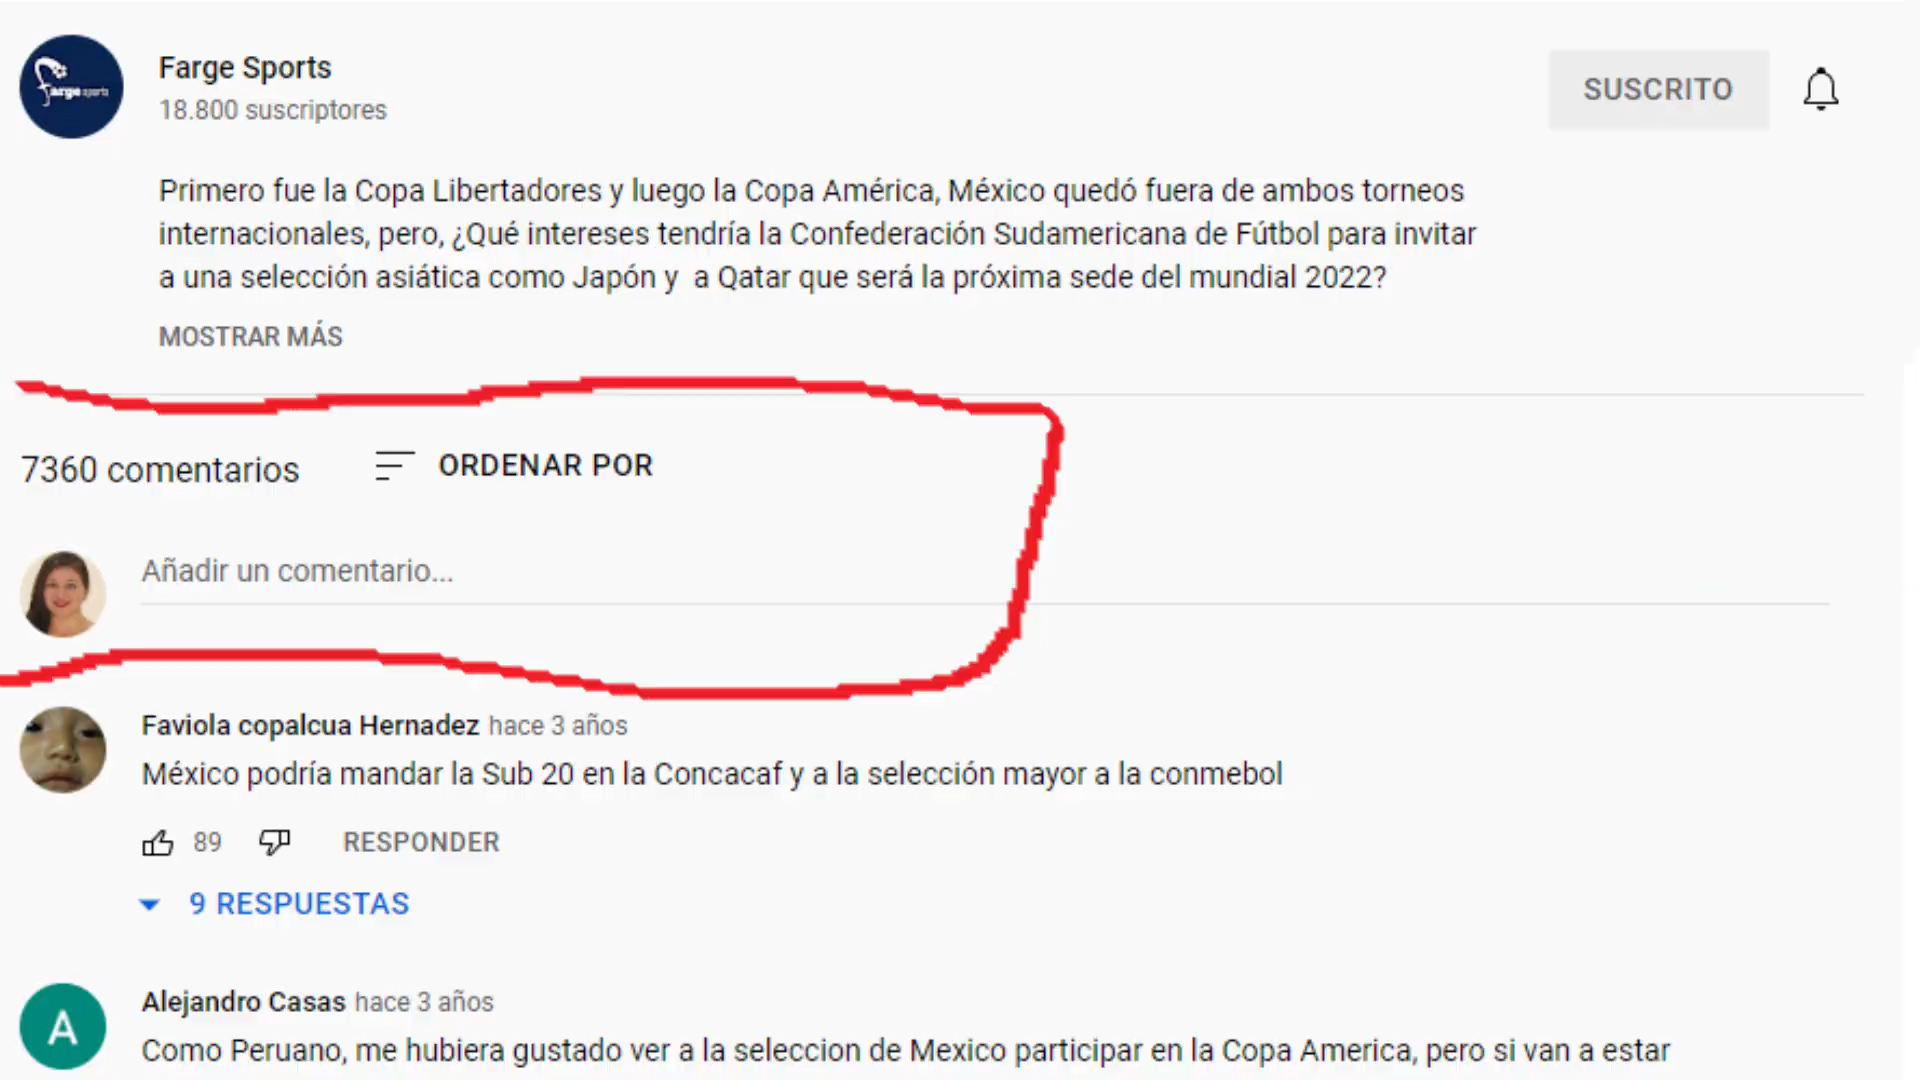 Farge Sports
18.800 suscriptores
SUSCRITO
farge sports
Primero fue la Copa Libertadores y luego la Copa América, México quedó fuera de ambos torneos
internacionales, pero, ¿Qué intereses tendría la Confederación Sudamericana de Fútbol para invitar
a una selección asiática como Japón y  a Qatar que será la próxima sede del mundial 2022?
MOSTRAR MÁS
7360 comentarios
ORDENAR POR
Añadir un comentario...
Faviola copalcua Hernadez hace 3 años
México podría mandar la Sub 20 en la Concacaf y a la selección mayor a la conmebol
89 RESPONDER
9 RESPUESTAS
A
Alejandro Casas hace 3 años
Como Peruano, me hubiera gustado ver a la seleccion de Mexico participar en la Copa America, pero si van a estar